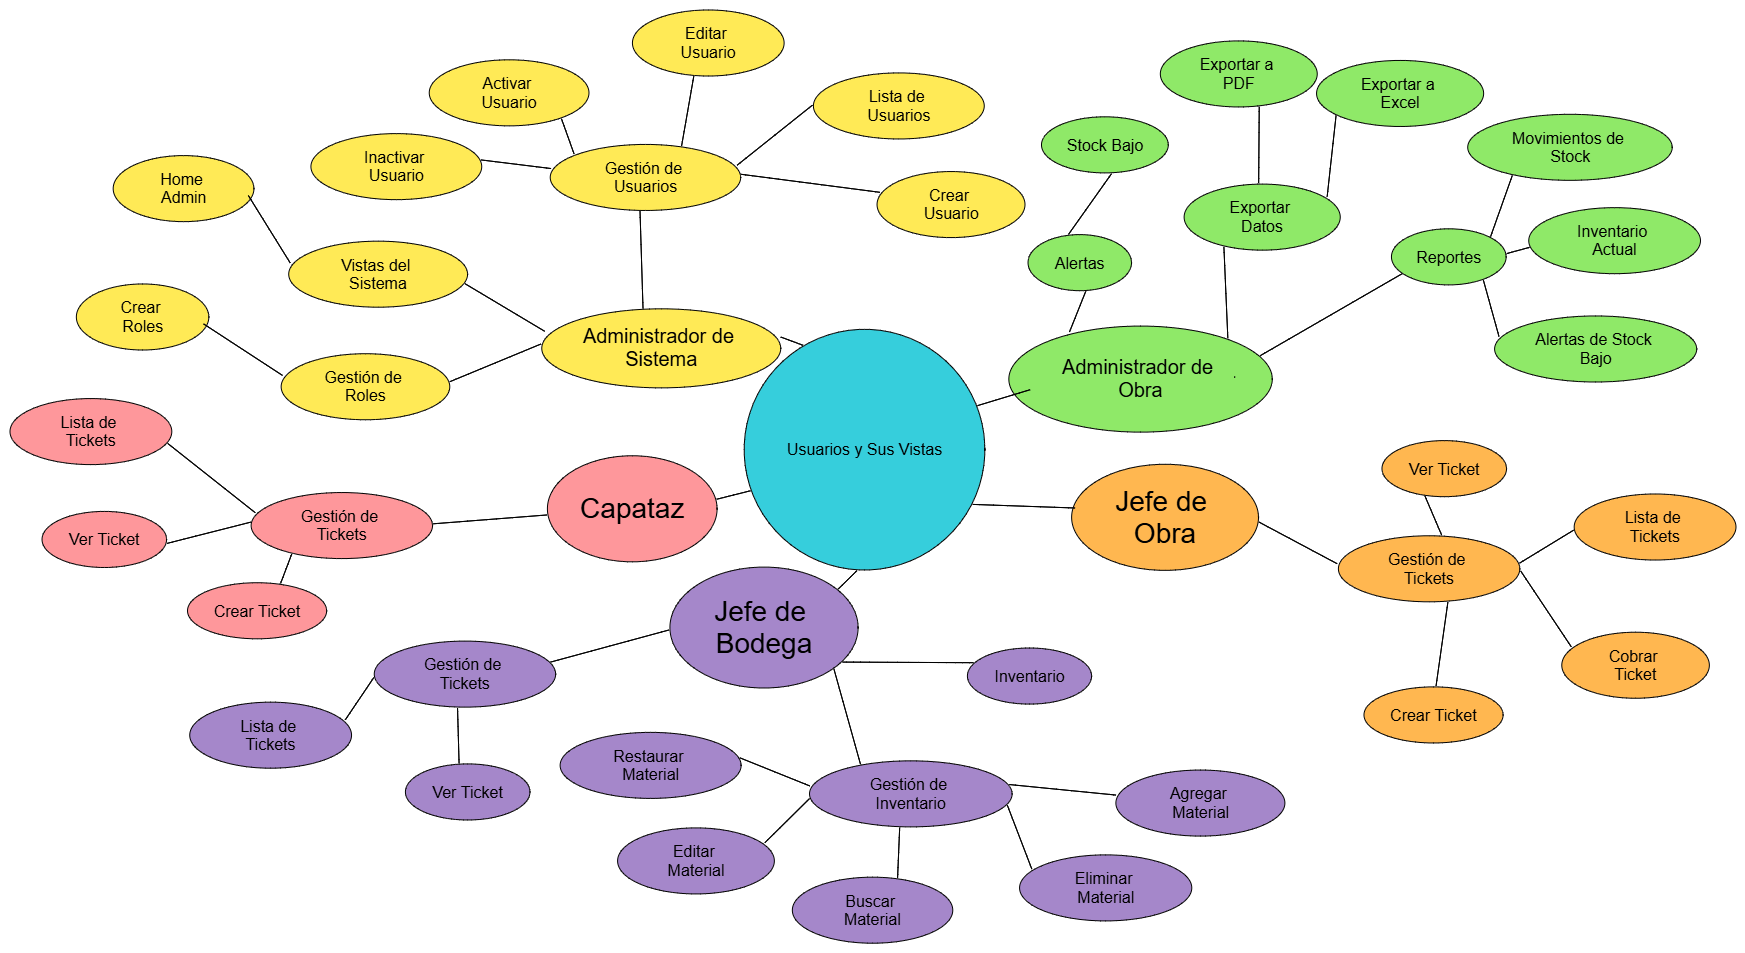 Editar
Usuario
Activar
Usuario
Lista de
Usuarios
Inactivar
Usuario
Gestión de
Usuarios
Crear
Usuario
Home
Admin
Vistas del
Sistema
Crear
Roles
Gestión de
Roles
Administrador de
Sistema
Exportar a
PDF
Exportar a
Excel
Stock Bajo
Movimientos de
Stock
Exportar
Datos
Alertas
Reportes
Inventario
Actual
Alertas de Stock
Bajo
Administrador de
Obra
Usuarios y Sus Vistas
Lista de
Tickets
Ver Ticket
Gestión de
Tickets
Crear Ticket
Capataz
Jefe de
Obra
Ver Ticket
Lista de
Tickets
Gestión de
Tickets
Cobrar
Ticket
Crear Ticket
Jefe de
Bodega
Gestión de
Tickets
Lista de
Tickets
Ver Ticket
Inventario
Restaurar
Material
Gestión de
Inventario
Agregar
Material
Editar
Material
Buscar
Material
Eliminar
Material